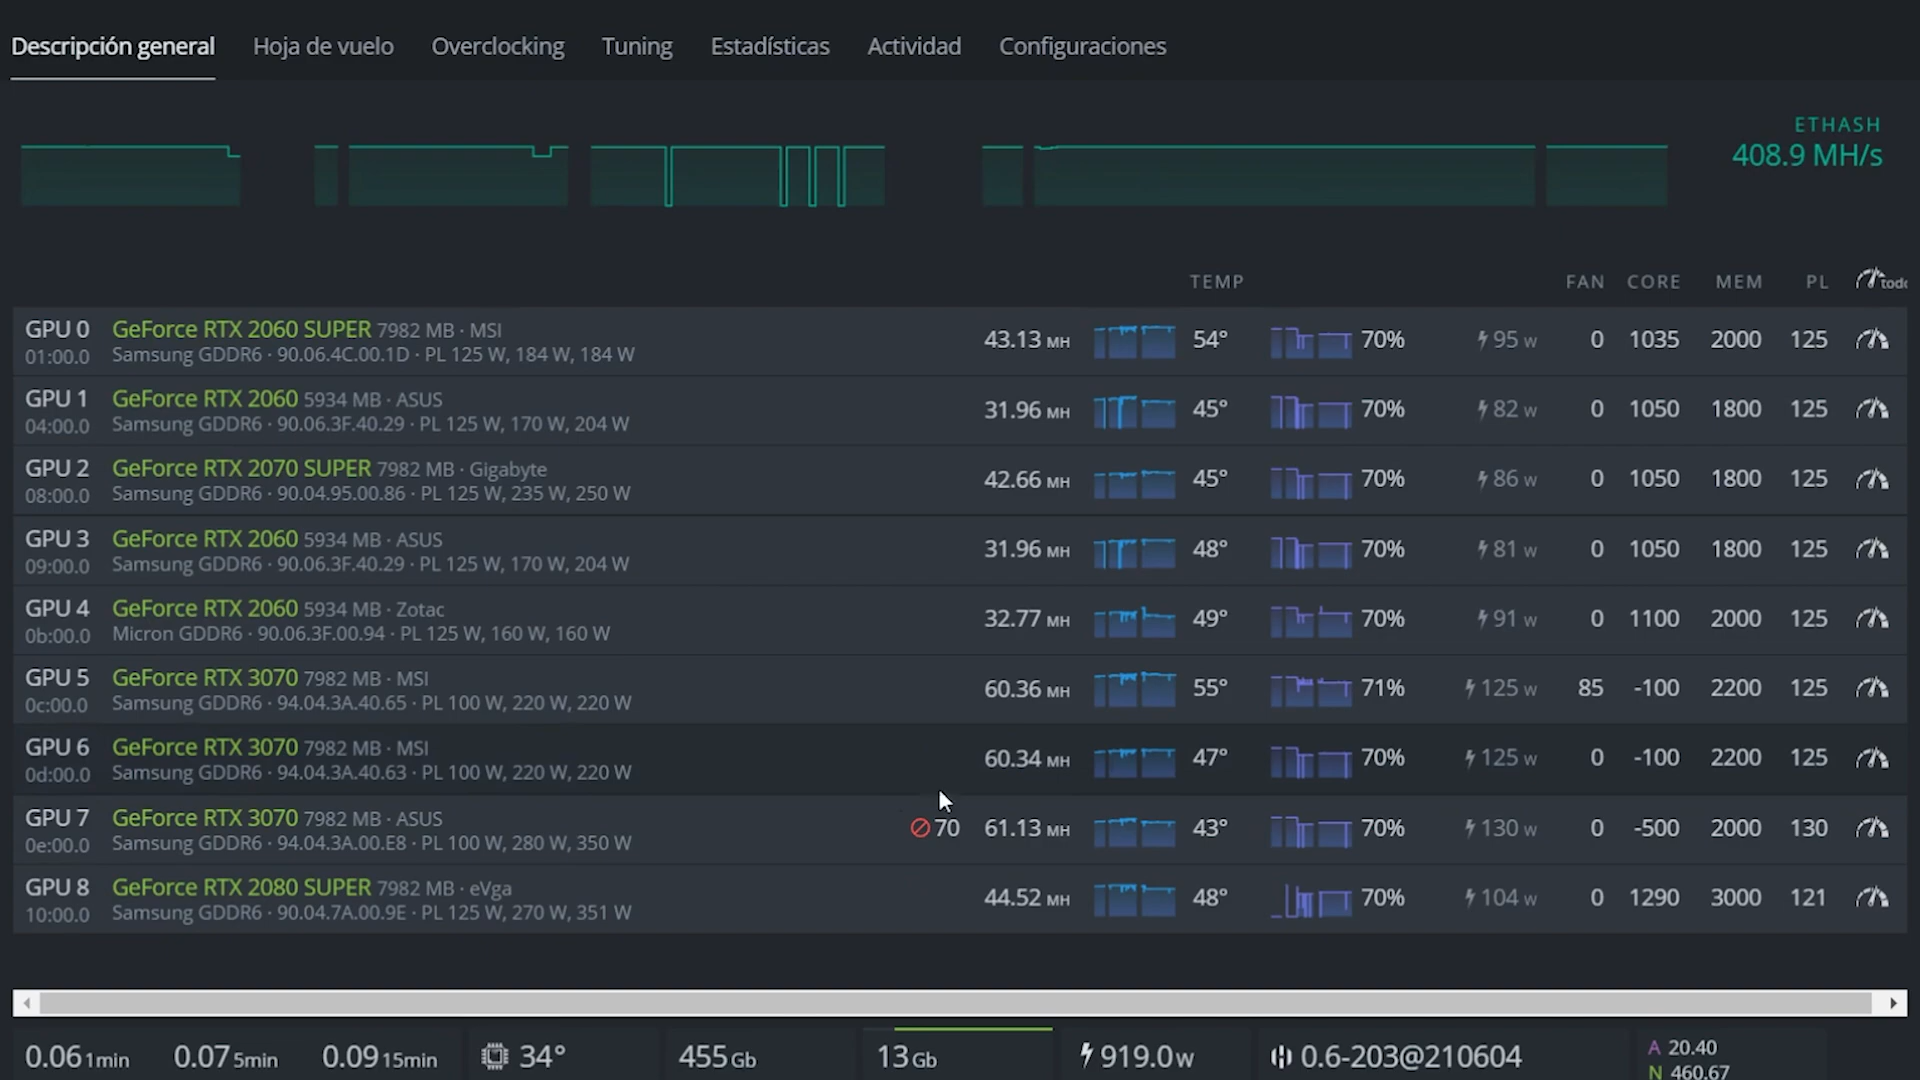 Descripción general Hoja de vuelo Overclocking Tuning Estadísticas Actividad Configuraciones
ETHASH
408.9 MH/s
TEMP FAN CORE MEM PL
GPU 0 GeForce RTX 2060 SUPER 7982 MB · MSI 43.13 MH 54° 70% 95 w 0 1035 2000 125
01:00.0 Samsung GDDR6 · 90.06.4C.00.1D · PL 125 W, 184 W, 184 W
GPU 1 GeForce RTX 2060 5934 MB · ASUS 31.96 MH 45° 70% 82 w 0 1050 1800 125
04:00.0 Samsung GDDR6 · 90.06.3F.40.29 · PL 125 W, 170 W, 204 W
GPU 2 GeForce RTX 2070 SUPER 7982 MB · Gigabyte 42.66 MH 45° 70% 86 w 0 1050 1800 125
08:00.0 Samsung GDDR6 · 90.04.95.00.86 · PL 125 W, 235 W, 250 W
GPU 3 GeForce RTX 2060 5934 MB · ASUS 31.96 MH 48° 70% 81 w 0 1050 1800 125
09:00.0 Samsung GDDR6 · 90.06.3F.40.29 · PL 125 W, 170 W, 204 W
GPU 4 GeForce RTX 2060 5934 MB · Zotac 32.77 MH 49° 70% 91 w 0 1100 2000 125
0b:00.0 Micron GDDR6 · 90.06.3F.00.94 · PL 125 W, 160 W, 160 W
GPU 5 GeForce RTX 3070 7982 MB · MSI 60.36 MH 55° 71% 125 w 85 -100 2200 125
0c:00.0 Samsung GDDR6 · 94.04.3A.40.65 · PL 100 W, 220 W, 220 W
GPU 6 GeForce RTX 3070 7982 MB · MSI 60.34 MH 47° 70% 125 w 0 -100 2200 125
0d:00.0 Samsung GDDR6 · 94.04.3A.40.63 · PL 100 W, 220 W, 220 W
GPU 7 GeForce RTX 3070 7982 MB · ASUS 70 61.13 MH 43° 70% 130 w 0 -500 2000 130
0e:00.0 Samsung GDDR6 · 94.04.3A.00.E8 · PL 100 W, 280 W, 350 W
GPU 8 GeForce RTX 2080 SUPER 7982 MB · eVga 44.52 MH 48° 70% 104 w 0 1290 3000 121
10:00.0 Samsung GDDR6 · 90.04.7A.00.9E · PL 125 W, 270 W, 351 W
0.06 1min 0.07 5min 0.09 15min 34° 455 Gb 13 Gb 919.0 w 0.6-203@210604 A 20.40
N 460.67